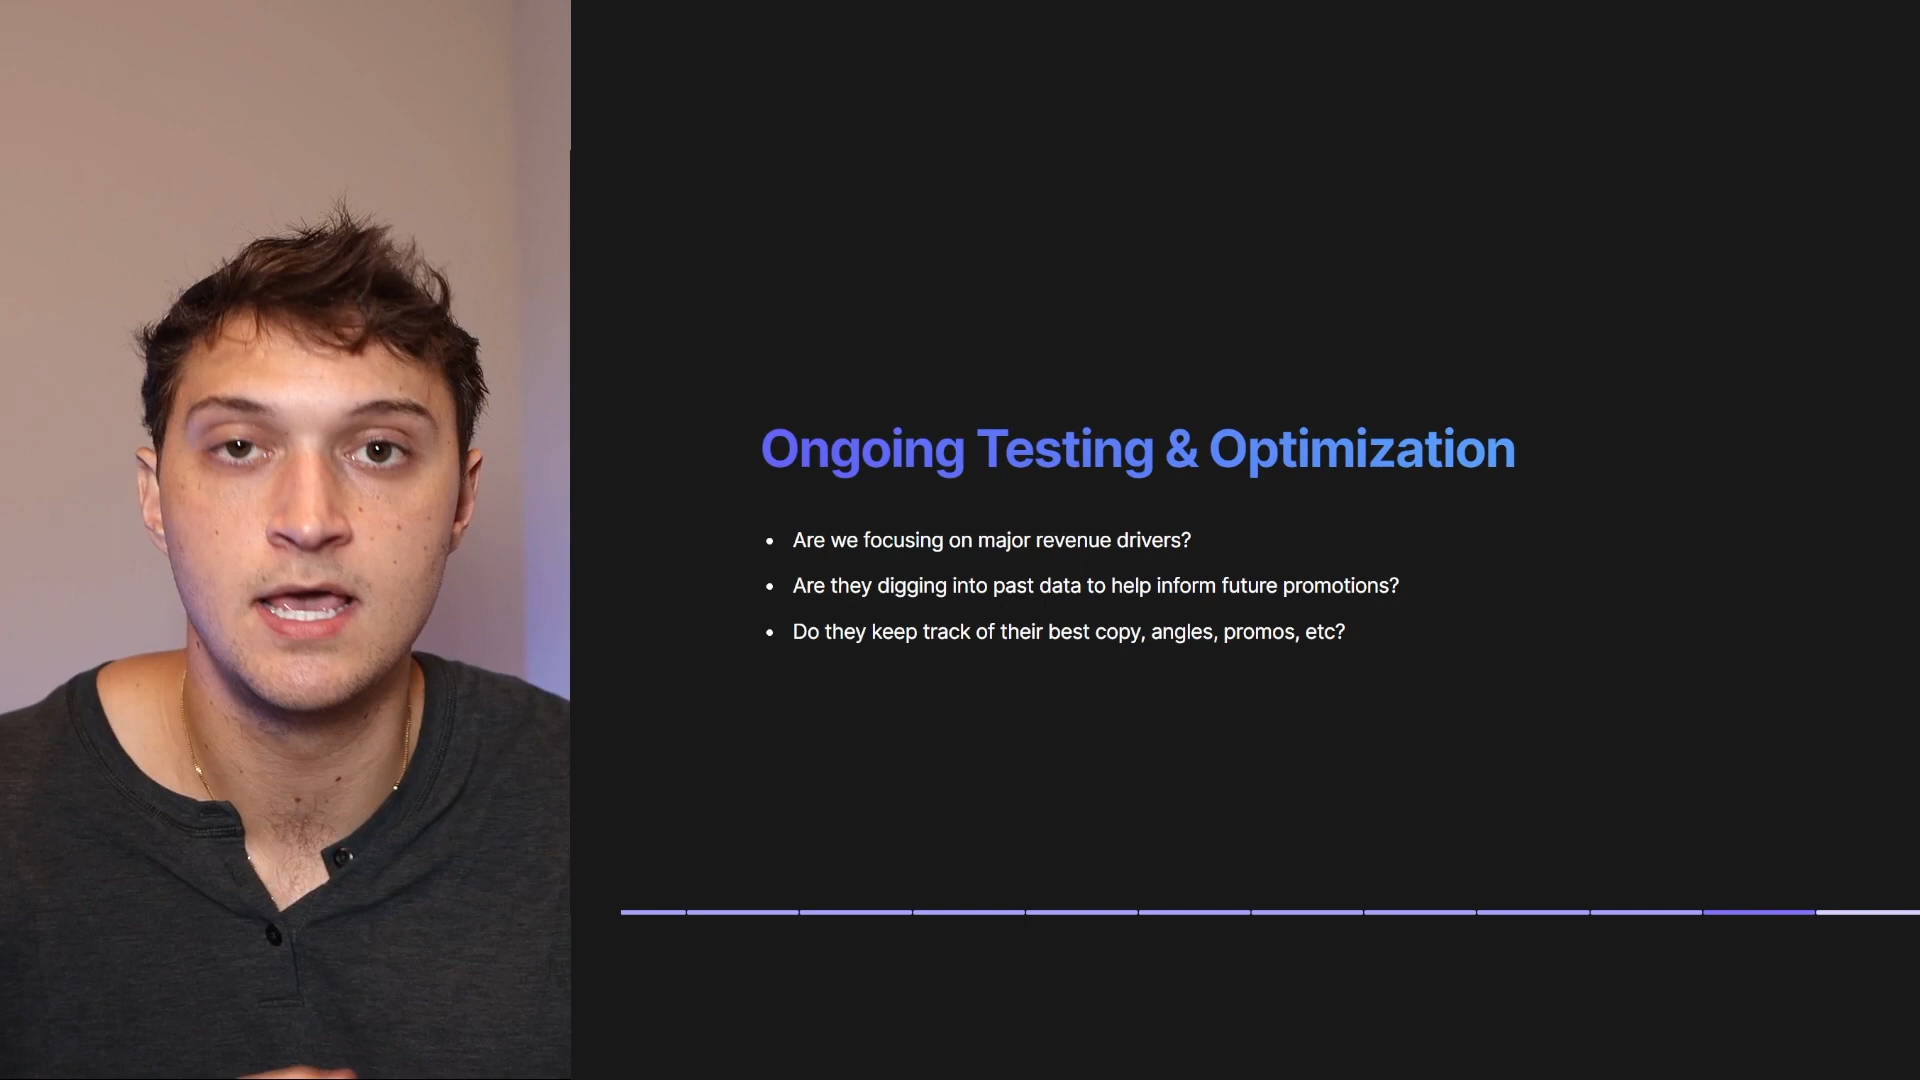 Ongoing Testing & Optimization
• Are we focusing on major revenue drivers?
• Are they digging into past data to help inform future promotions?
• Do they keep track of their best copy, angles, promos, etc?